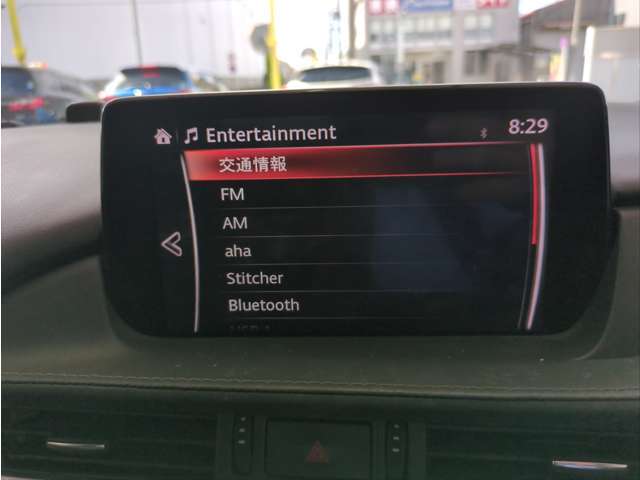 Entertainment
8:29
交通情報
FM
AM
aha
Stitcher
Bluetooth